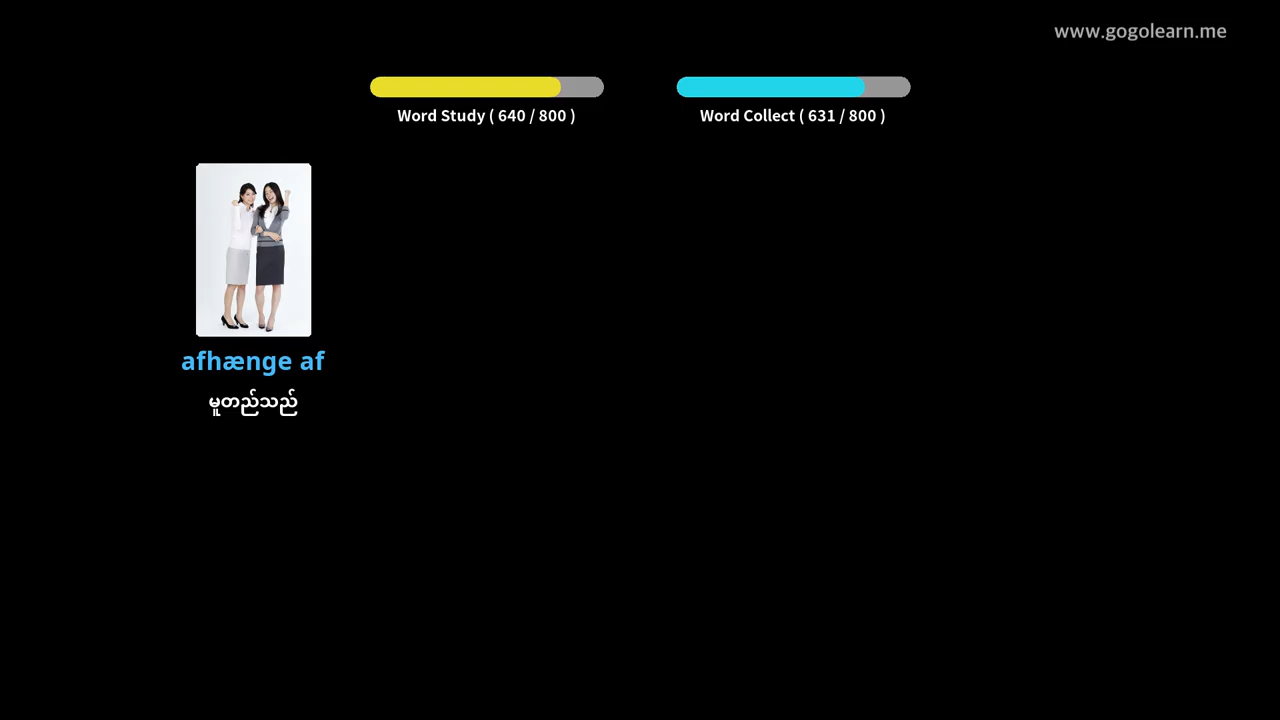 www.gogolearn.me
Word Study ( 640 / 800 )
Word Collect ( 631 / 800 )
afhænge af
မူတည်သည်